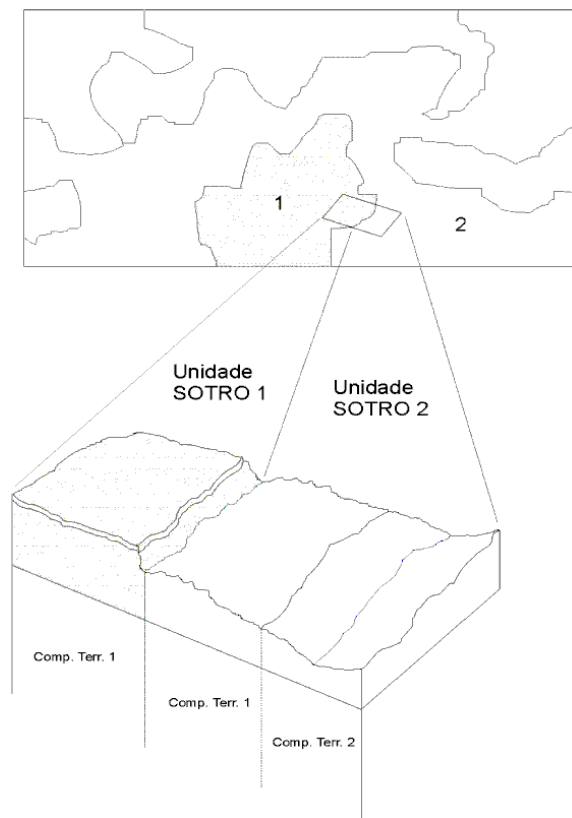 1
2
Unidade
SOTRO 1
Unidade
SOTRO 2
Comp. Terr. 1
Comp. Terr. 1
Comp. Terr. 2